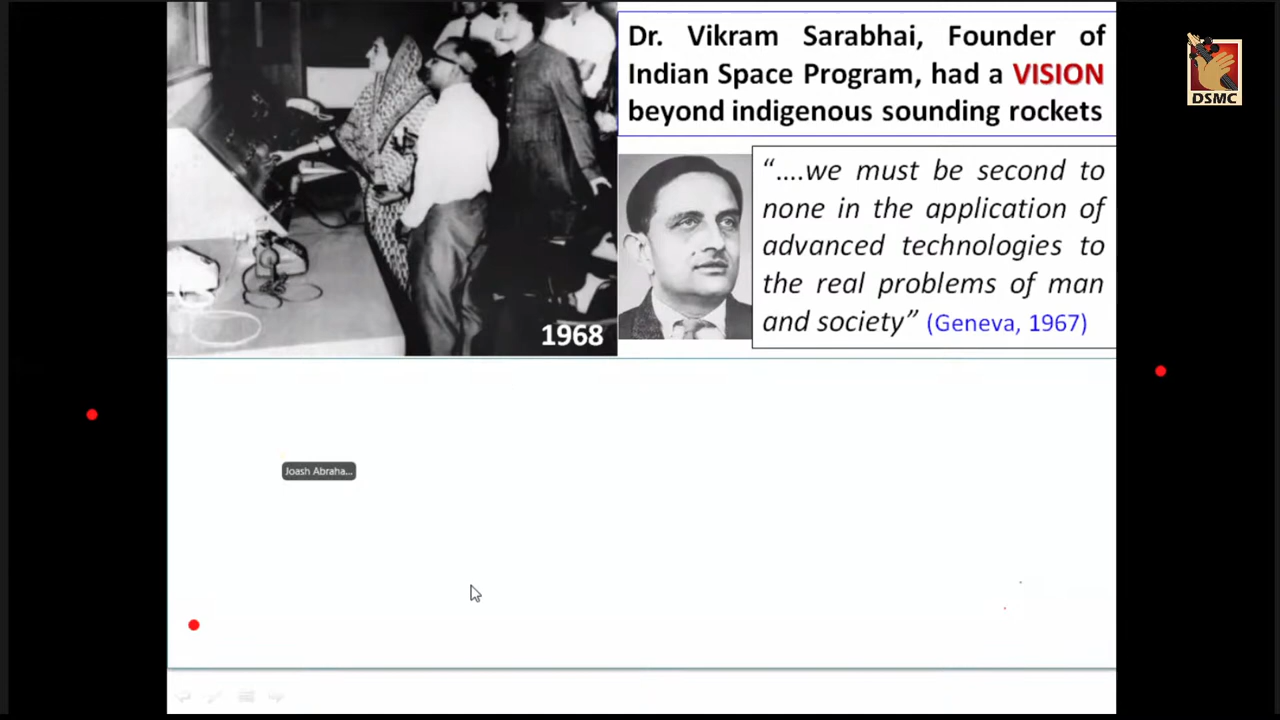 Dr. Vikram Sarabhai, Founder of
Indian Space Program, had a VISION
beyond indigenous sounding rockets
“....we must be second to
none in the application of
advanced technologies to
the real problems of man
and society” (Geneva, 1967)
1968
DSMC
Joash Abraha...